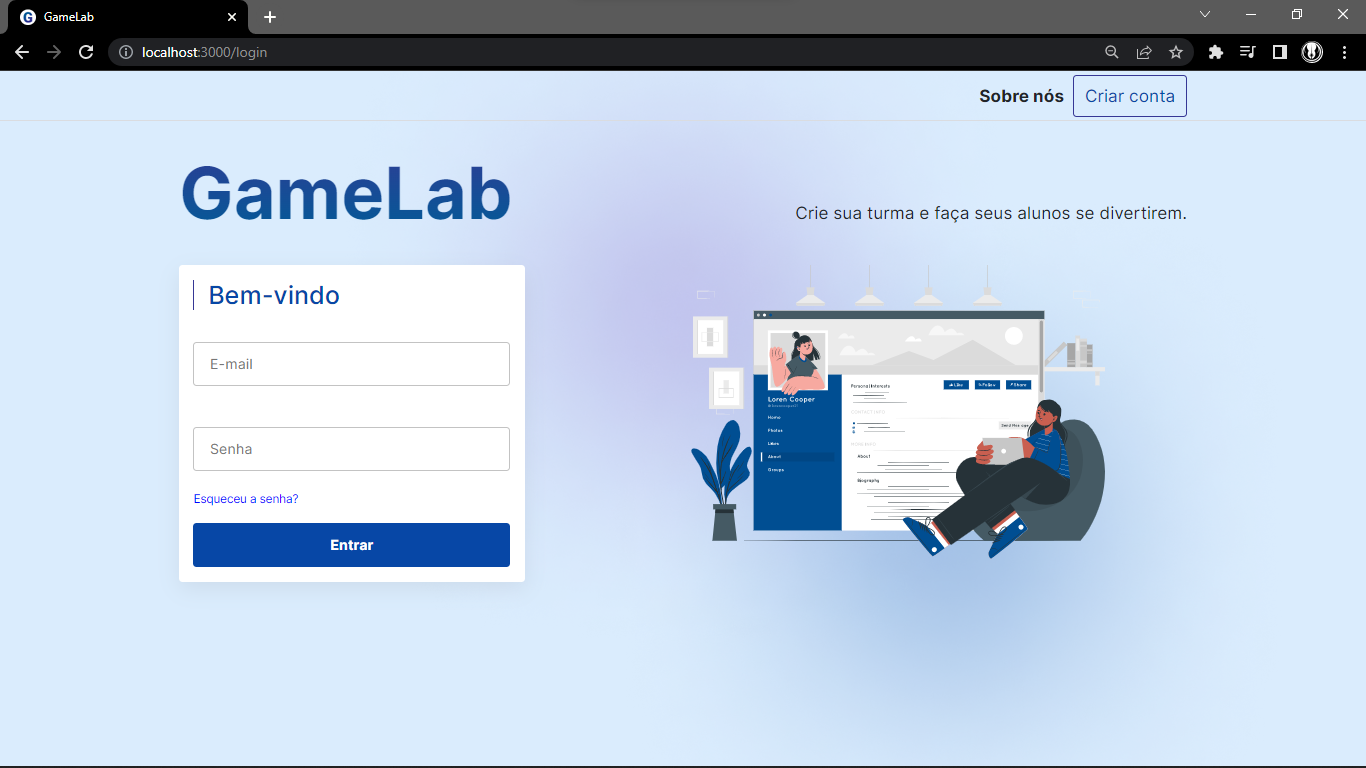 G GameLab
localhost:3000/login
Sobre nós Criar conta
GameLab
Crie sua turma e faça seus alunos se divertirem.
Bem-vindo
E-mail
Senha
Esqueceu a senha?
Entrar
Loren Cooper
Home
Photos
Likes
About
Groups
Personal Interests
Like Follow Share
CONTACT INFO
About
Biography